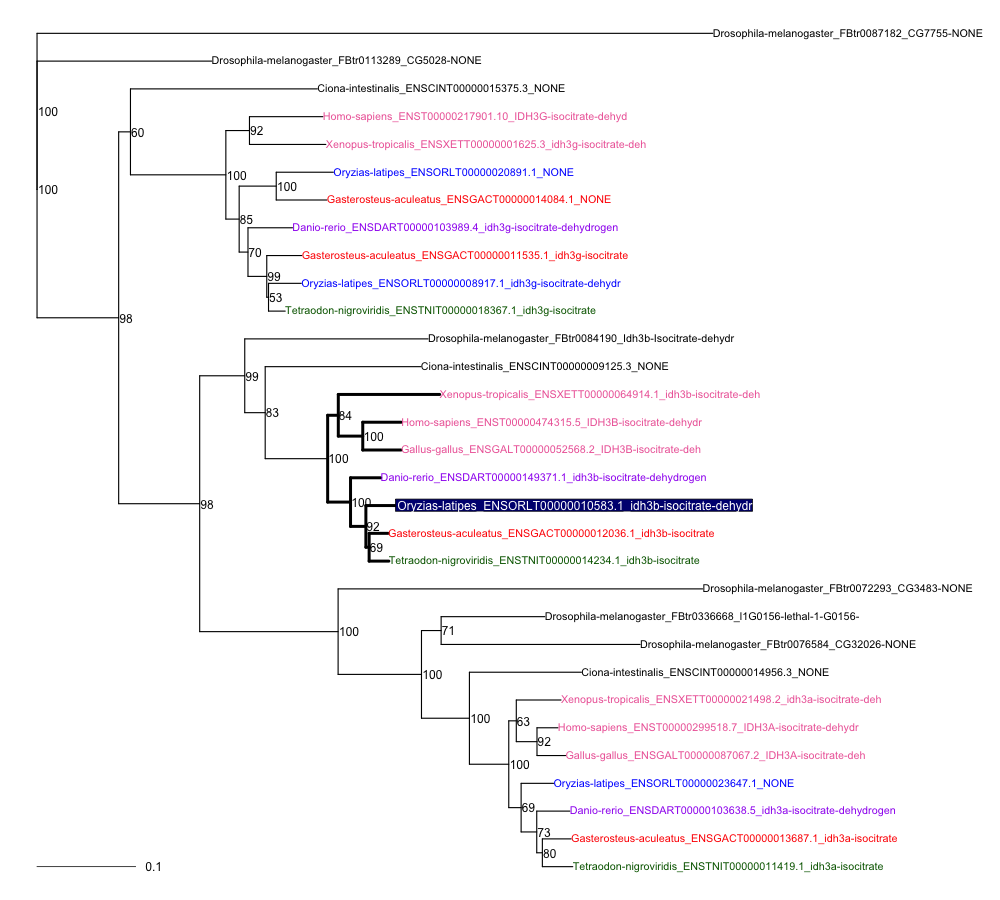 Drosophila-melanogaster_FBtr0087182_CG7755-NONE
Drosophila-melanogaster_FBtr0113289_CG5028-NONE
Ciona-intestinalis_ENSCINT00000015375.3_NONE
100
Homo-sapiens_ENST00000217901.10_IDH3G-isocitrate-dehyd
60
92
Xenopus-tropicalis_ENSXETT00000001625.3_idh3g-isocitrate-deh
Oryzias-latipes_ENSORLT00000020891.1_NONE
100
100
100
Gasterosteus-aculeatus_ENSGACT00000014084.1_NONE
85
Danio-rerio_ENSDART00000103989.4_idh3g-isocitrate-dehydrogen
70
Gasterosteus-aculeatus_ENSGACT00000011535.1_idh3g-isocitrate
99
Oryzias-latipes_ENSORLT00000008917.1_idh3g-isocitrate-dehydr
53
Tetraodon-nigroviridis_ENSTNIT00000018367.1_idh3g-isocitrate
98
Drosophila-melanogaster_FBtr0084190_Idh3b-Isocitrate-dehydr
Ciona-intestinalis_ENSCINT00000009125.3_NONE
99
Xenopus-tropicalis_ENSXETT00000064914.1_idh3b-isocitrate-deh
83
84
Homo-sapiens_ENST00000474315.5_IDH3B-isocitrate-dehydr
100
Gallus-gallus_ENSGALT00000052568.2_IDH3B-isocitrate-deh
100
Danio-rerio_ENSDART00000149371.1_idh3b-isocitrate-dehydrogen
98
100
Oryzias-latipes_ENSORLT00000010583.1_idh3b-isocitrate-dehydr
92
Gasterosteus-aculeatus_ENSGACT00000012036.1_idh3b-isocitrate
69
Tetraodon-nigroviridis_ENSTNIT00000014234.1_idh3b-isocitrate
Drosophila-melanogaster_FBtr0072293_CG3483-NONE
Drosophila-melanogaster_FBtr0336668_l1G0156-lethal-1-G0156-
100
71
Drosophila-melanogaster_FBtr0076584_CG32026-NONE
100
Ciona-intestinalis_ENSCINT00000014956.3_NONE
Xenopus-tropicalis_ENSXETT00000021498.2_idh3a-isocitrate-deh
100
63
Homo-sapiens_ENST00000299518.7_IDH3A-isocitrate-dehydr
92
Gallus-gallus_ENSGALT00000087067.2_IDH3A-isocitrate-deh
100
Oryzias-latipes_ENSORLT00000023647.1_NONE
69
Danio-rerio_ENSDART00000103638.5_idh3a-isocitrate-dehydrogen
73
Gasterosteus-aculeatus_ENSGACT00000013687.1_idh3a-isocitrate
80
Tetraodon-nigroviridis_ENSTNIT00000011419.1_idh3a-isocitrate
0.1